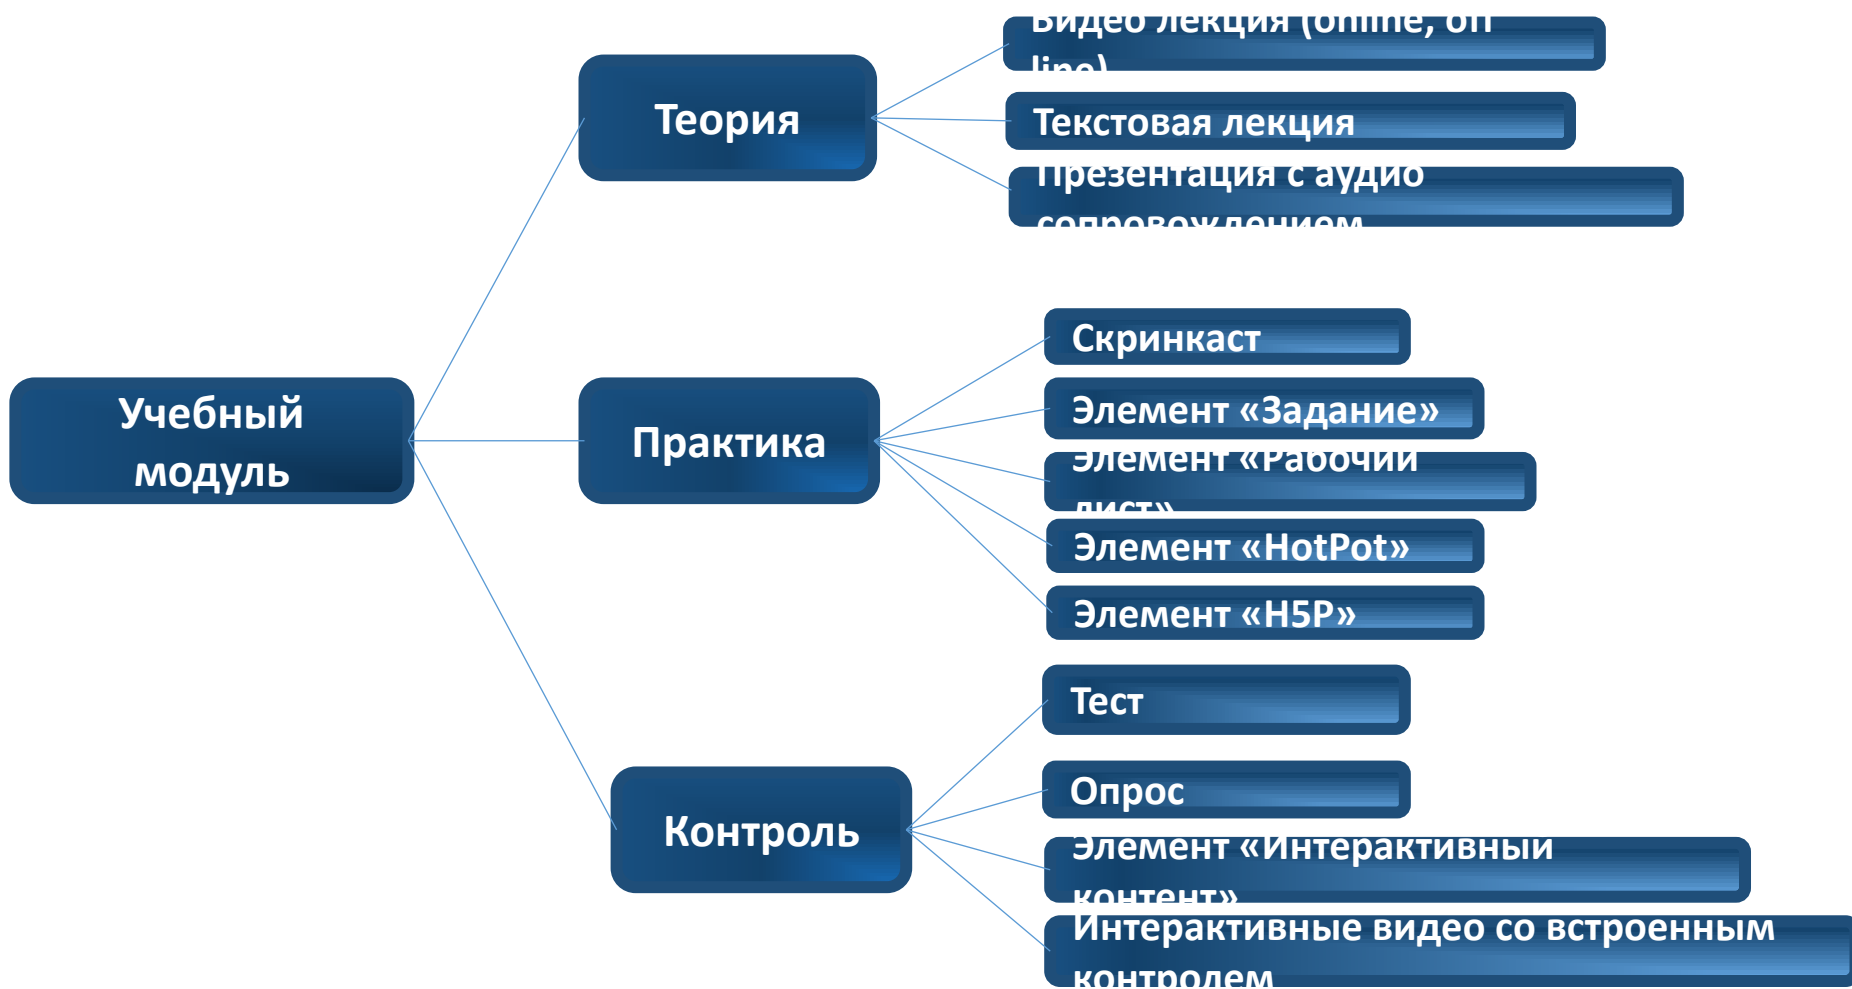 Учебный
модуль
Теория
Видео лекция (online, off
line)
Текстовая лекция
Презентация с аудио
сопровождением
Практика
Скринкаст
Элемент «Задание»
Элемент «Рабочий
лист»
Элемент «HotPot»
Элемент «H5P»
Контроль
Тест
Опрос
Элемент «Интерактивный
контент»
Интерактивные видео со встроенным
контролем